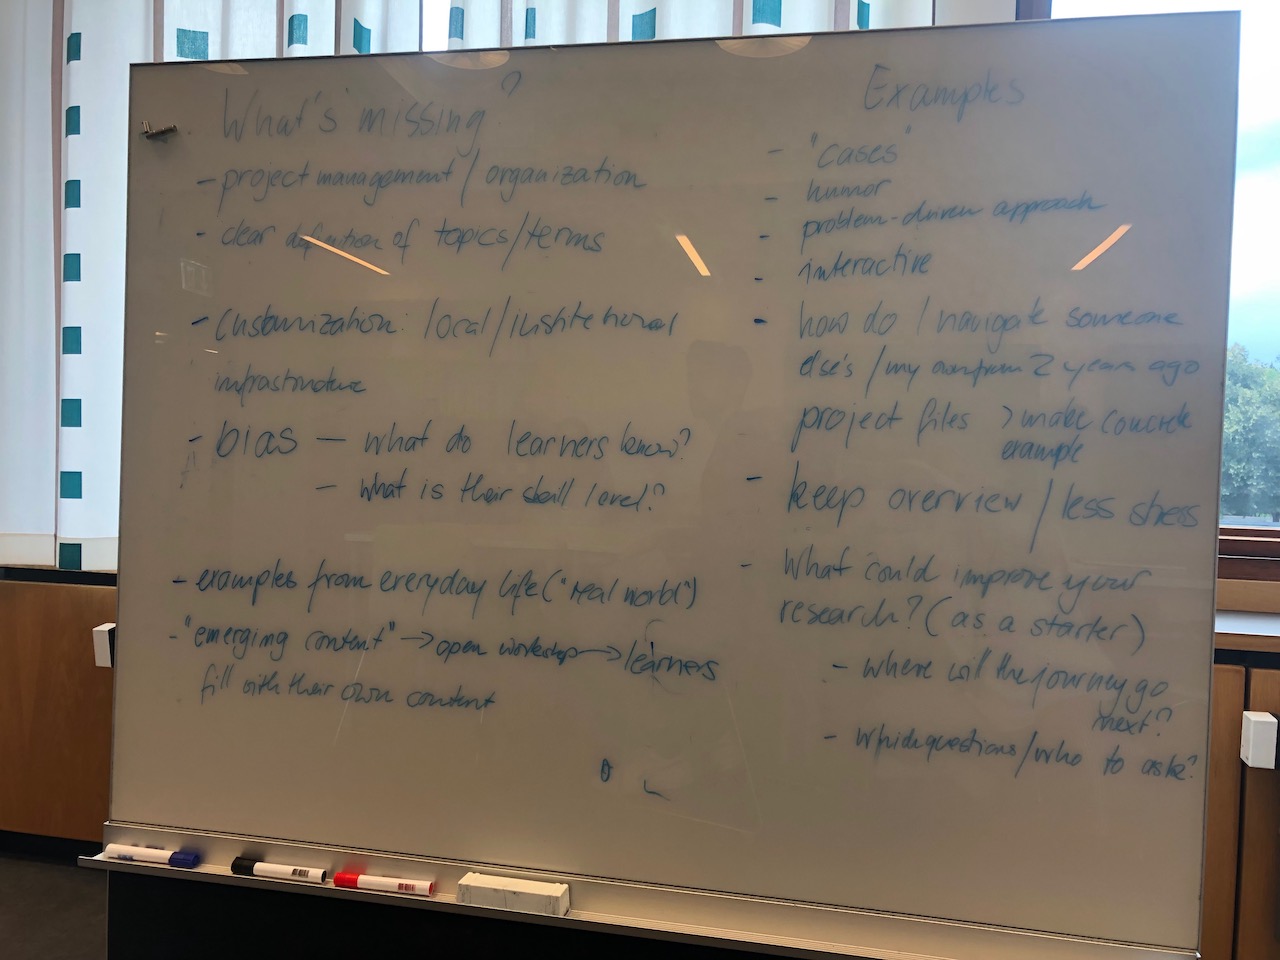 What's missing?
- project management / organization
- clear definition of topics/terms
- Customization: local/institutional
infrastructure
- bias — what do learners know?
- what is their skill level?
- examples from everyday life ("real world")
- "emerging content" → open workshop → learners
fill with their own content
Examples
- "cases"
- humor
- problem-driven approach
- interactive
- how do I navigate someone
else's / my own from 2 years ago
project files > make concrete
example
- keep overview / less stress
- What could improve your
research? (as a starter)
- where will the journey go
next?
- which questions/who to ask?